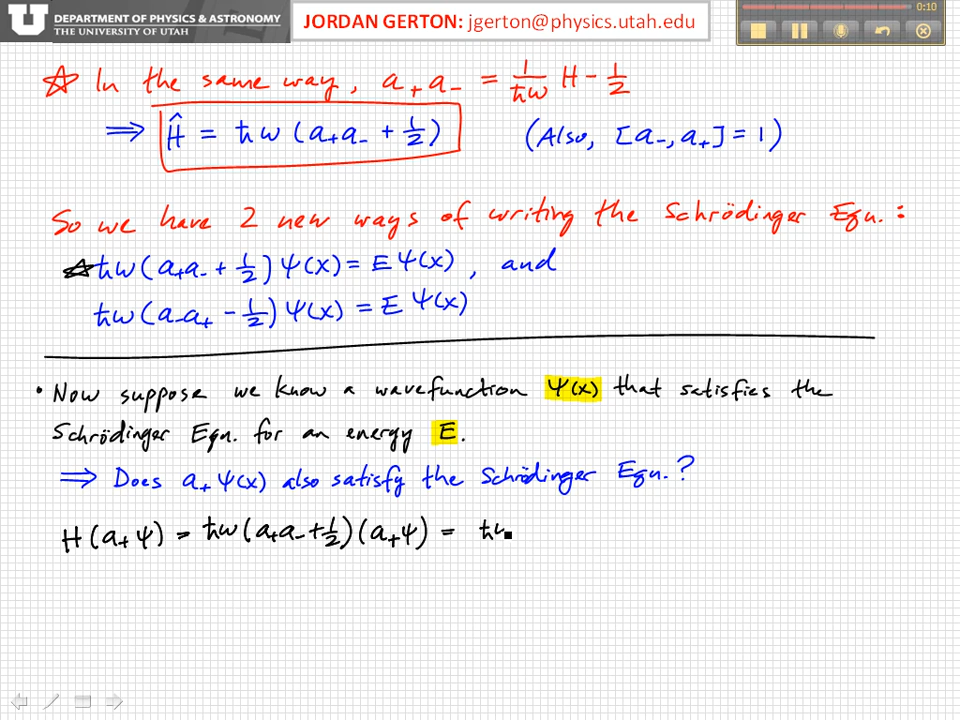 U DEPARTMENT OF PHYSICS & ASTRONOMY
THE UNIVERSITY OF UTAH
JORDAN GERTON: jgerton@physics.utah.edu
0:10
☆ In the same way, a₊a₋ = 1/ħω H − 1/2
⟹ Ĥ = ħω(a₊a₋ + 1/2) (Also, [a₋, a₊] = 1)
So we have 2 new ways of writing the Schrödinger Eqn.:
☆ ħω(a₊a₋ + 1/2)Ψ(x) = EΨ(x), and
ħω(a₋a₊ − 1/2)Ψ(x) = EΨ(x)
• Now suppose we know a wavefunction Ψ(x) that satisfies the
Schrödinger Eqn. for an energy E.
⟹ Does a₊Ψ(x) also satisfy the Schrödinger Eqn.?
H(a₊Ψ) = ħω(a₊a₋ + 1/2)(a₊Ψ) = ħ